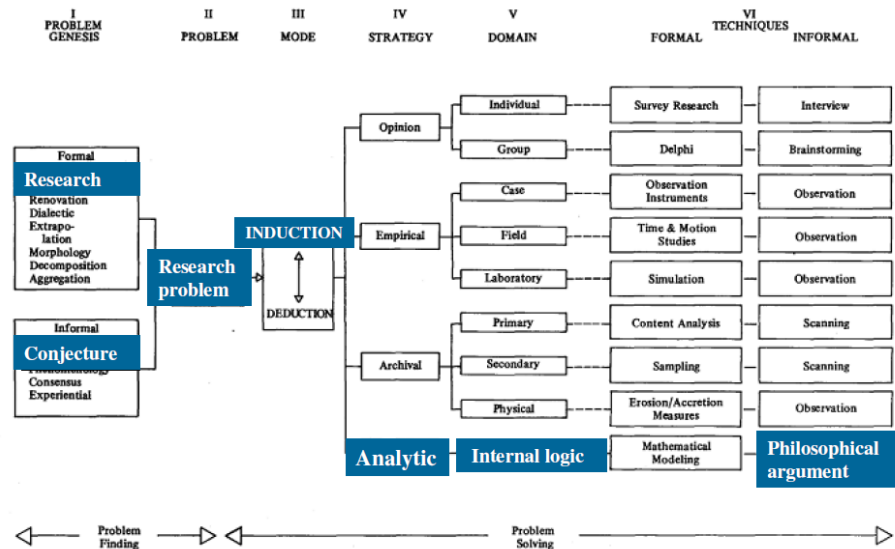 I
PROBLEM
GENESIS
II
PROBLEM
III
MODE
IV
STRATEGY
V
DOMAIN
VI
TECHNIQUES
FORMAL
INFORMAL
Formal
Research
Renovation
Dialectic
Extrapo-
lation
Morphology
Decomposition
Aggregation
Informal
Conjecture
Consensus
Experiential
Research
problem
INDUCTION
DEDUCTION
Opinion
Individual
Survey Research
Interview
Group
Delphi
Brainstorming
Empirical
Case
Observation
Instruments
Observation
Field
Time & Motion
Studies
Observation
Laboratory
Simulation
Observation
Archival
Primary
Content Analysis
Scanning
Secondary
Sampling
Scanning
Physical
Erosion/Accretion
Measures
Observation
Analytic
Internal logic
Mathematical
Modeling
Philosophical
argument
Problem
Finding
Problem
Solving